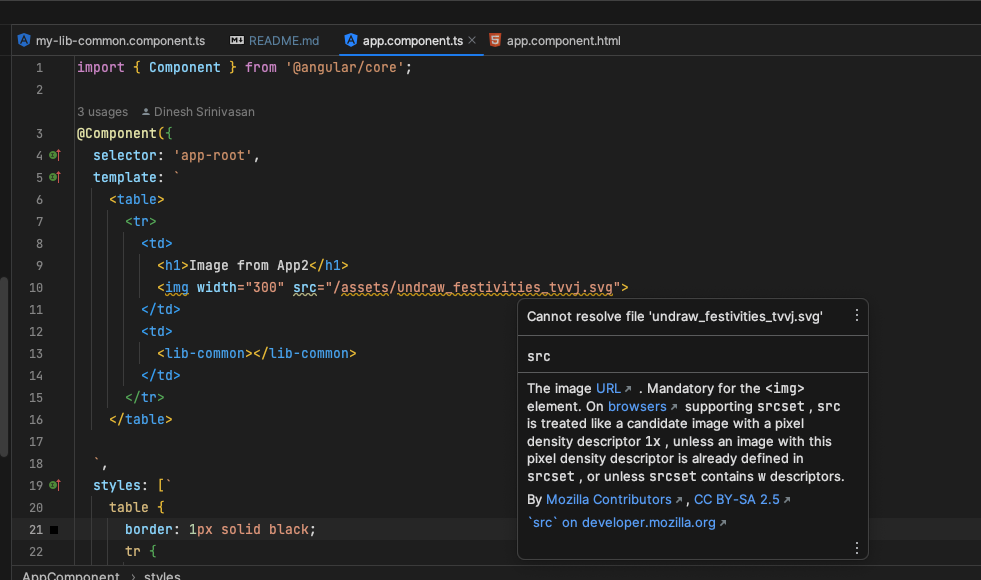 my-lib-common.component.ts README.md app.component.ts app.component.html
1 import { Component } from '@angular/core';
2
3 usages Dinesh Srinivasan
3 @Component({
4 selector: 'app-root',
5 template: `
6 <table>
7 <tr>
8 <td>
9 <h1>Image from App2</h1>
10 <img width="300" src="/assets/undraw_festivities_tvvj.svg">
11 </td>
12 <td>
13 <lib-common></lib-common>
14 </td>
15 </tr>
16 </table>
17
18 `,
19 styles: [`
20 table {
21 border: 1px solid black;
22 tr {
AppComponent › styles
Cannot resolve file 'undraw_festivities_tvvj.svg'
src
The image URL↗ . Mandatory for the <img>
element. On browsers↗ supporting srcset , src
is treated like a candidate image with a pixel
density descriptor 1x , unless an image with this
pixel density descriptor is already defined in
srcset , or unless srcset contains w descriptors.
By Mozilla Contributors↗ , CC BY-SA 2.5↗
`src` on developer.mozilla.org↗